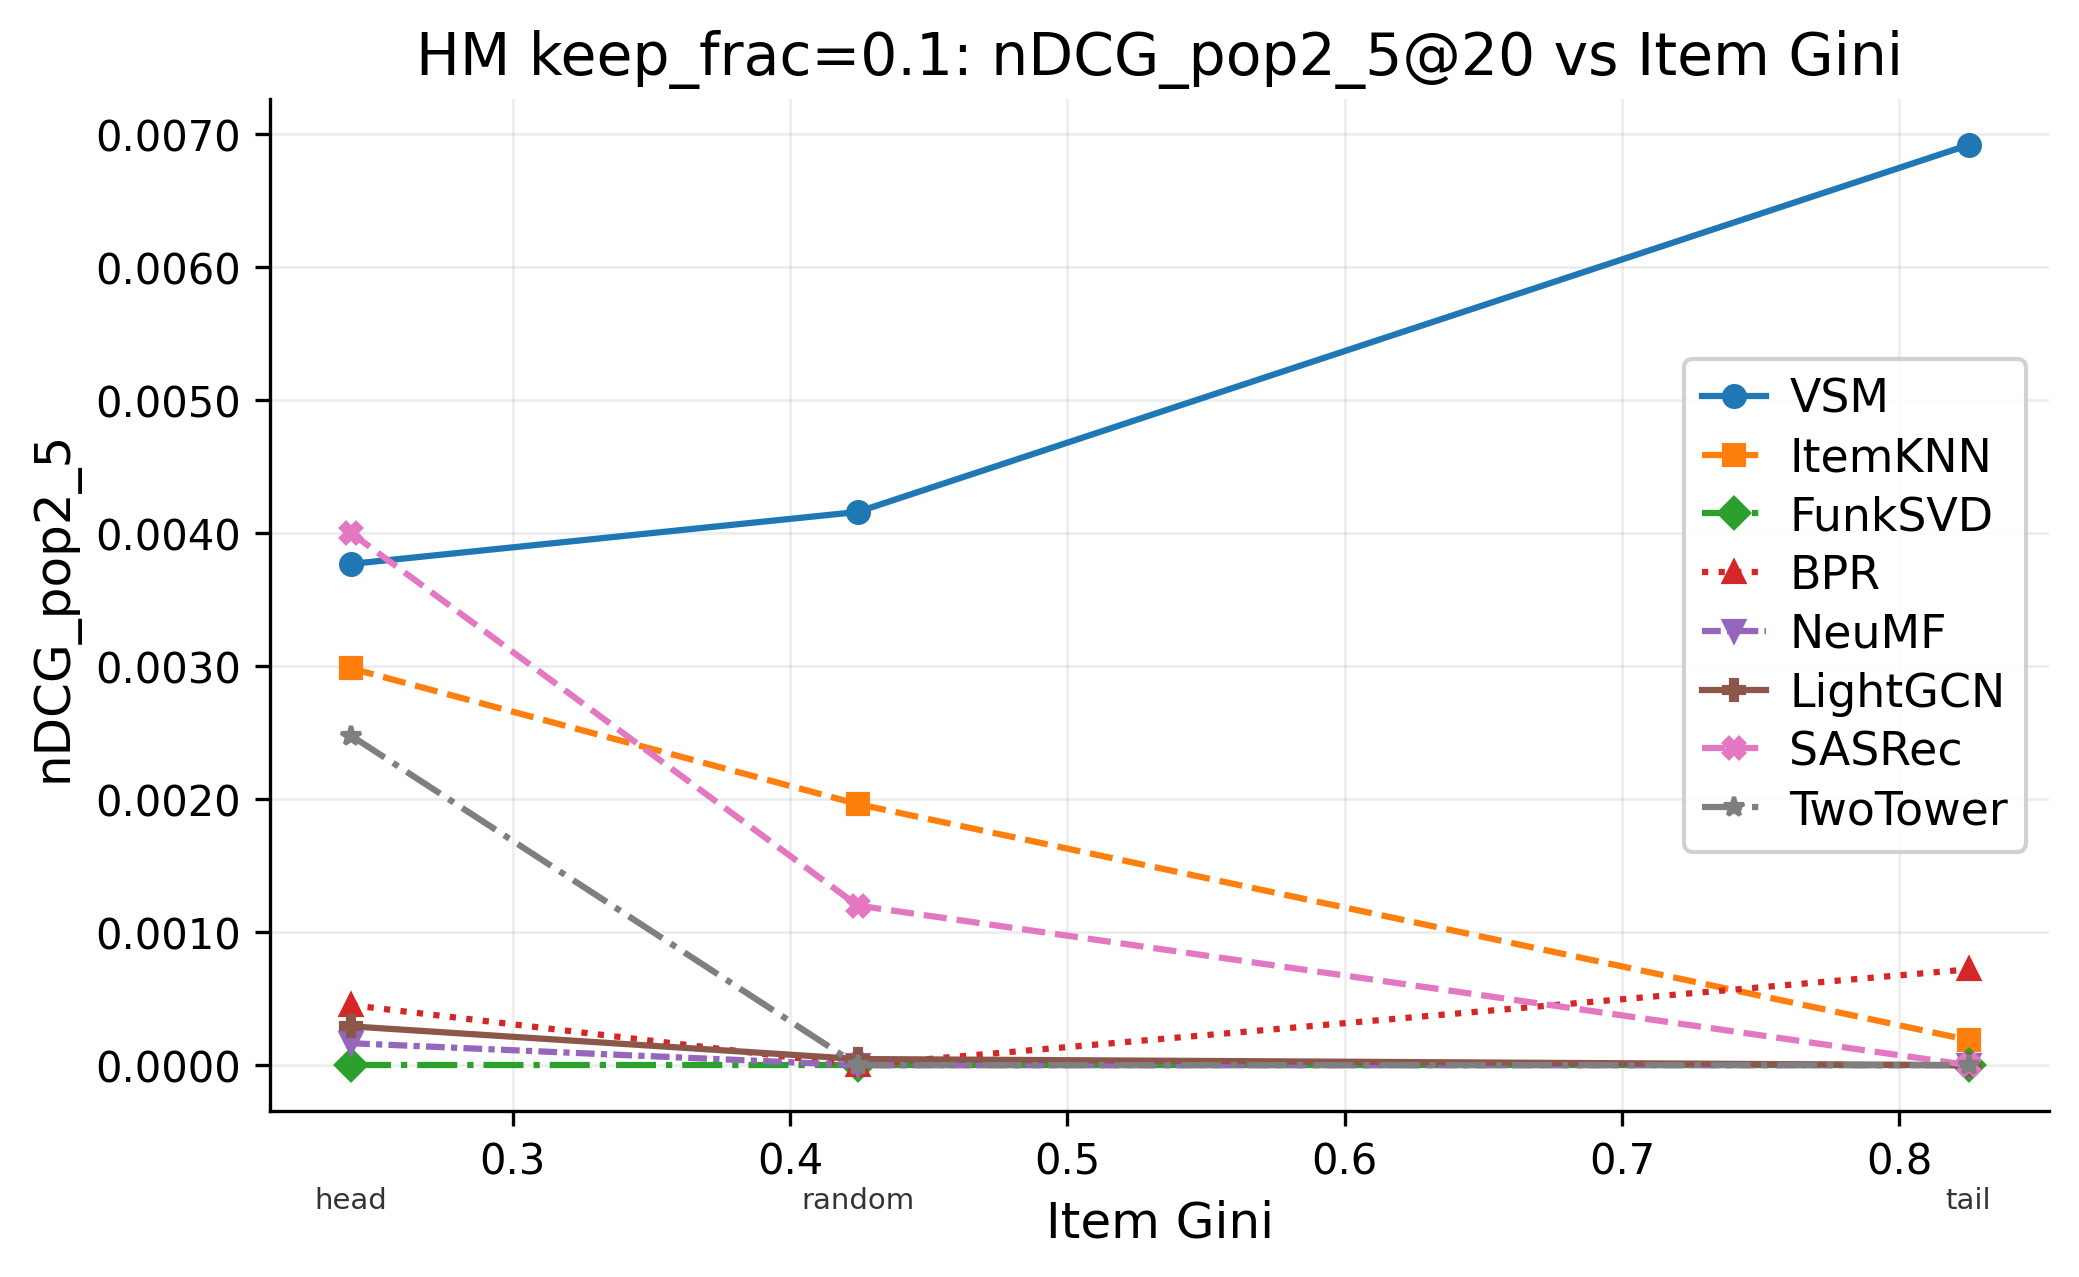 HM keep_frac=0.1: nDCG_pop2_5@20 vs Item Gini
nDCG_pop2_5
0.0070
0.0060
0.0050
0.0040
0.0030
0.0020
0.0010
0.0000
VSM
ItemKNN
FunkSVD
BPR
NeuMF
LightGCN
SASRec
TwoTower
0.3 0.4 0.5 0.6 0.7 0.8
head random tail
Item Gini